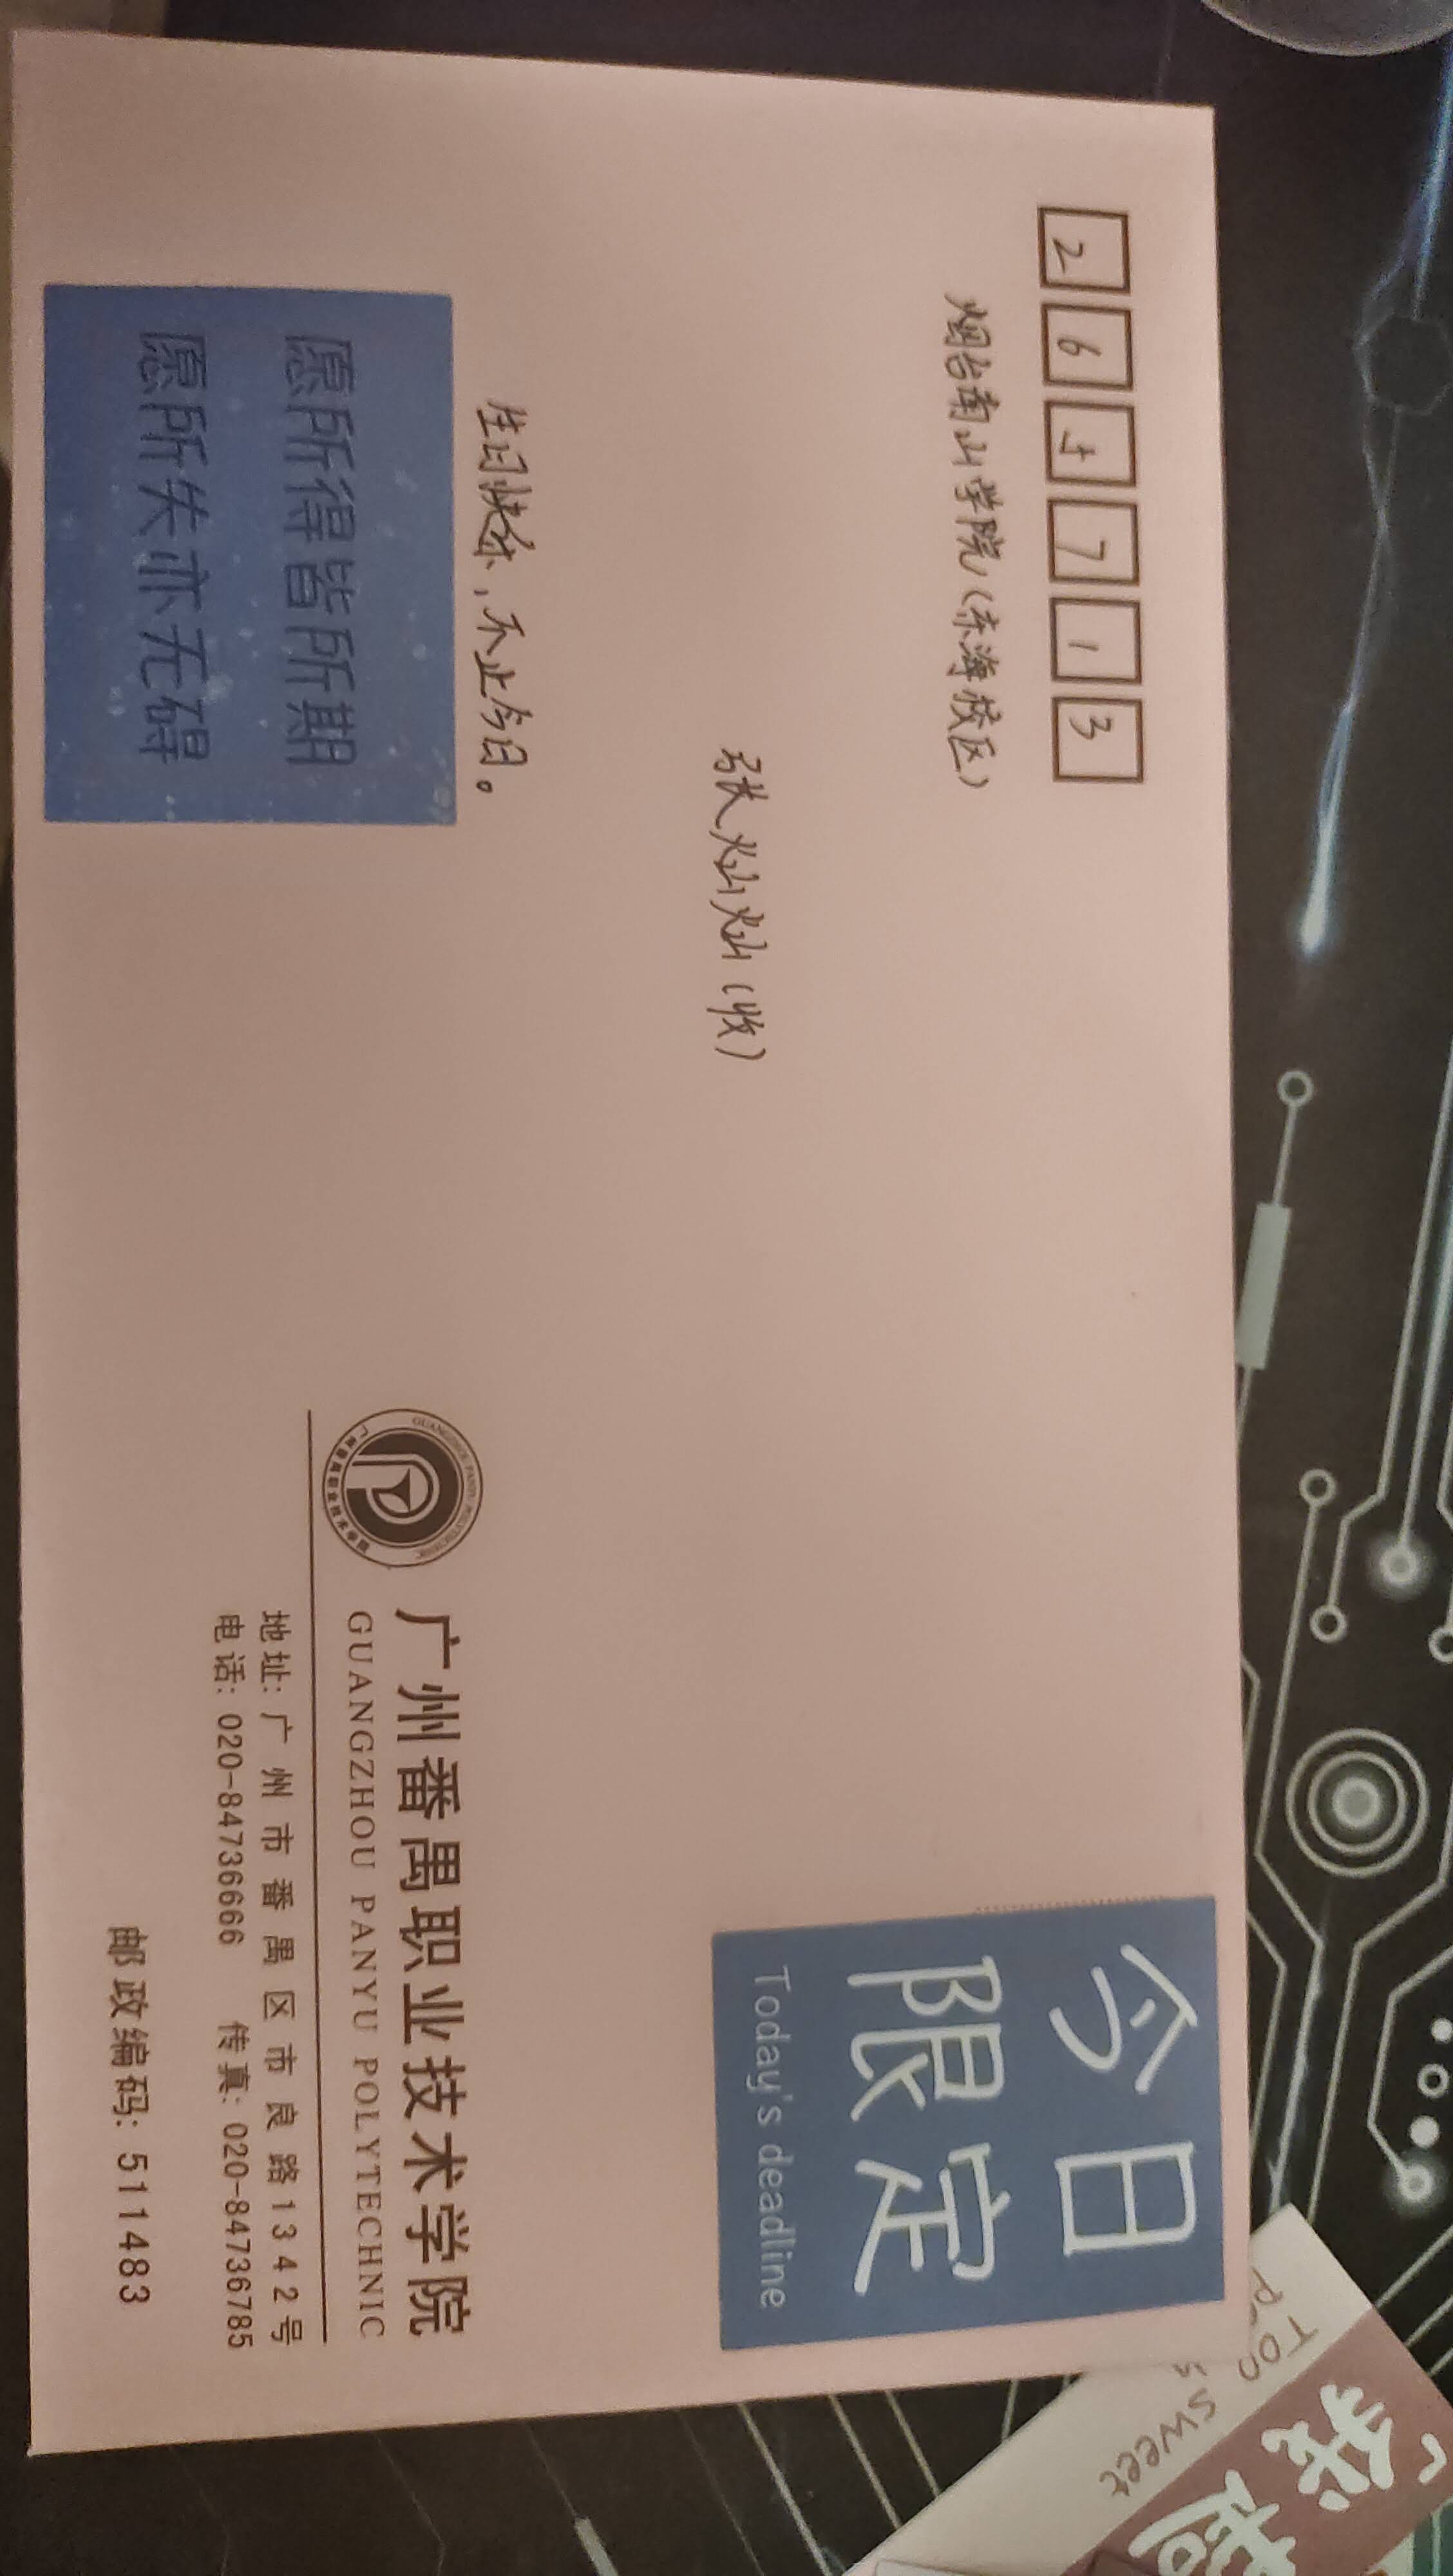 265713
烟台南山学院（东海校区）
张灿灿（收）
生日快乐，不止今日。
愿所得皆所期
愿所失亦无碍
今日
限定
Today's deadline
广州番禺职业技术学院
GUANGZHOU PANYU POLYTECHNIC
地址: 广州市番禺区市良路1342号
电话: 020-84736666 传真: 020-84736785
邮政编码: 511483
Too
sweet